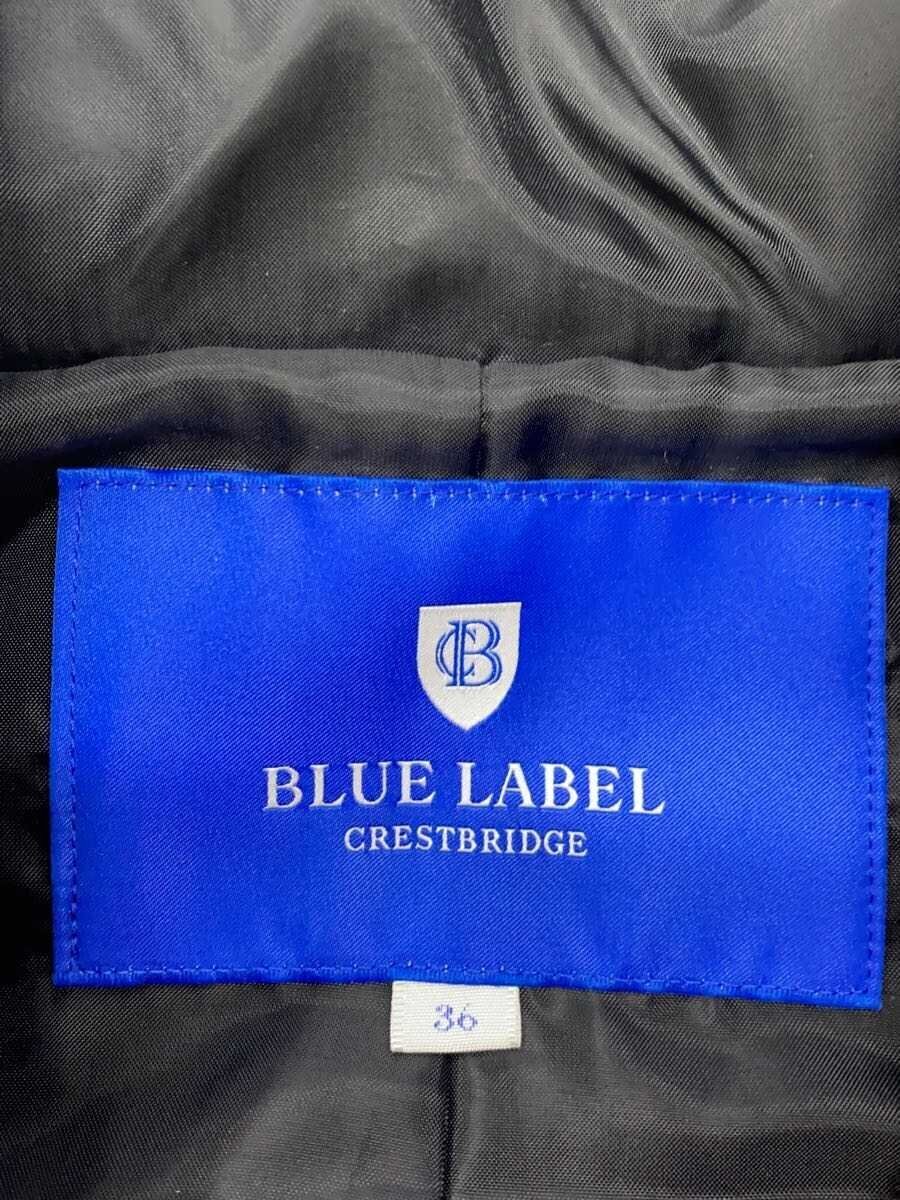 CB
BLUE LABEL
CRESTBRIDGE
36